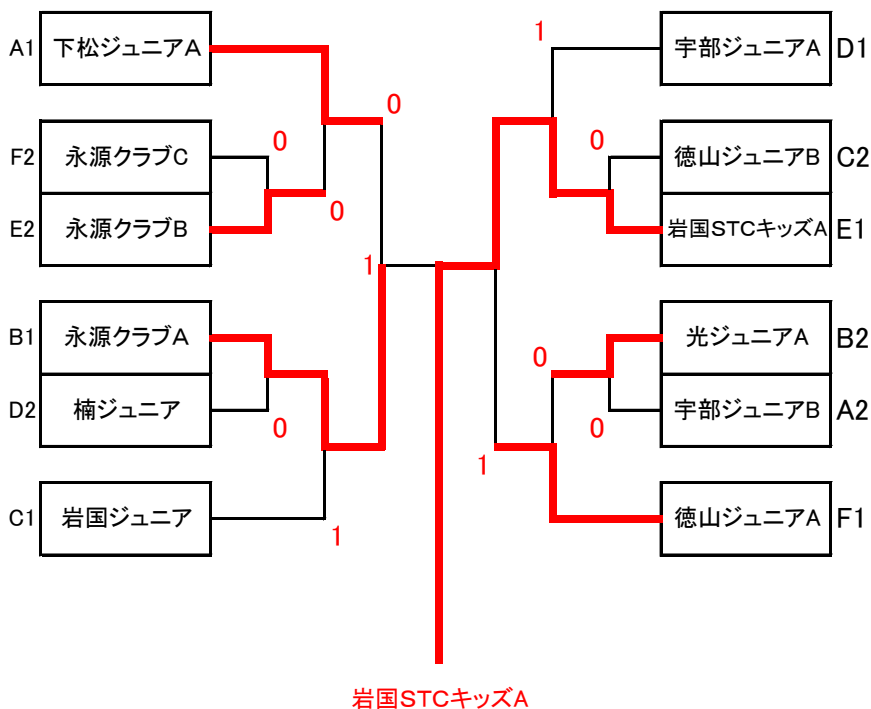 A1 下松ジュニアA
F2 永源クラブC
E2 永源クラブB
B1 永源クラブA
D2 楠ジュニア
C1 岩国ジュニア
0
0
0
1
0
1
1
0
0
0
1
宇部ジュニアA D1
徳山ジュニアB C2
岩国STCキッズA E1
光ジュニアA B2
宇部ジュニアB A2
徳山ジュニアA F1
岩国STCキッズA